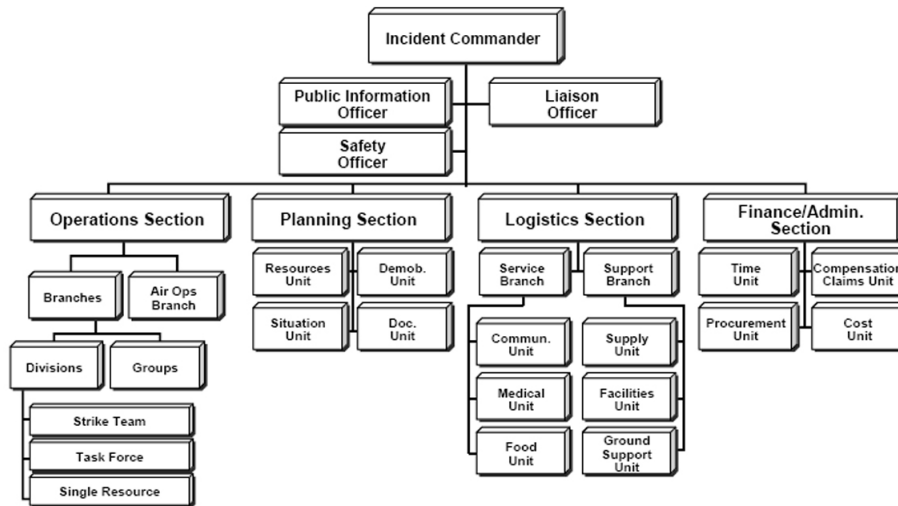 Incident Commander
Public Information
Officer
Liaison
Officer
Safety
Officer
Operations Section
Planning Section
Logistics Section
Finance/Admin.
Section
Branches
Air Ops
Branch
Divisions
Groups
Strike Team
Task Force
Single Resource
Resources
Unit
Demob.
Unit
Situation
Unit
Doc.
Unit
Service
Branch
Support
Branch
Commun.
Unit
Supply
Unit
Medical
Unit
Facilities
Unit
Food
Unit
Ground
Support
Unit
Time
Unit
Compensation
Claims Unit
Procurement
Unit
Cost
Unit